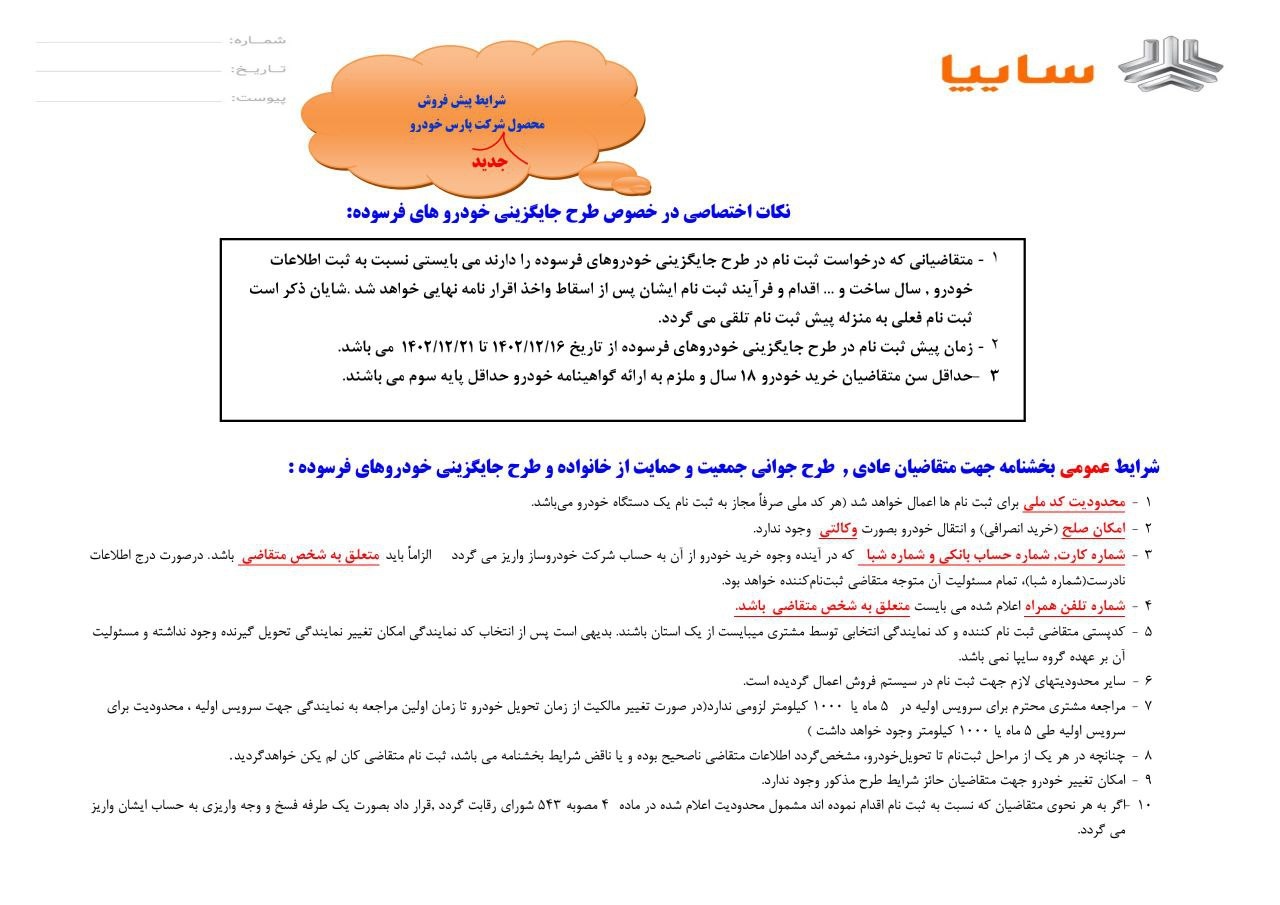 سایپا
شمـــاره:
تـاریـخ:
پیوست:
شرایط پیش فروش
محصول شرکت پارس خودرو
جدید
نکات اختصاصی در خصوص طرح جایگزینی خودرو های فرسوده:
۱ - متقاضیانی که درخواست ثبت نام در طرح جایگزینی خودروهای فرسوده را دارند می بایستی نسبت به ثبت اطلاعات
خودرو , سال ساخت و ... اقدام و فرآیند ثبت نام ایشان پس از اسقاط واخذ اقرار نامه نهایی خواهد شد .شایان ذکر است
ثبت نام فعلی به منزله پیش ثبت نام تلقی می گردد.
۲ - زمان پیش ثبت نام در طرح جایگزینی خودروهای فرسوده از تاریخ ۱۴۰۲/۱۲/۱۶ تا ۱۴۰۲/۱۲/۲۱ می باشد.
۳ –حداقل سن متقاضیان خرید خودرو ۱۸ سال و ملزم به ارائه گواهینامه خودرو حداقل پایه سوم می باشند.
شرایط عمومی بخشنامه جهت متقاضیان عادی , طرح جوانی جمعیت و حمایت از خانواده و طرح جایگزینی خودروهای فرسوده :
۱ - محدودیت کد ملی برای ثبت نام ها اعمال خواهد شد (هر کد ملی صرفاً مجاز به ثبت نام یک دستگاه خودرو می‌باشد.
۲ - امکان صلح (خرید انصرافی) و انتقال خودرو بصورت وکالتی وجود ندارد.
۳ - شماره کارت, شماره حساب بانکی و شماره شبا که در آینده وجوه خرید خودرو از آن به حساب شرکت خودروساز واریز می گردد الزاماً باید متعلق به شخص متقاضی باشد. درصورت درج اطلاعات
نادرست(شماره شبا)، تمام مسئولیت آن متوجه متقاضی ثبت‌نام‌کننده خواهد بود.
۴ - شماره تلفن همراه اعلام شده می بایست متعلق به شخص متقاضی باشد.
۵ - کدپستی متقاضی ثبت نام کننده و کد نمایندگی انتخابی توسط مشتری میبایست از یک استان باشند. بدیهی است پس از انتخاب کد نمایندگی امکان تغییر نمایندگی تحویل گیرنده وجود نداشته و مسئولیت
آن بر عهده گروه سایپا نمی باشد.
۶ - سایر محدودیتهای لازم جهت ثبت نام در سیستم فروش اعمال گردیده است.
۷ - مراجعه مشتری محترم برای سرویس اولیه در ۵ ماه یا ۱۰۰۰ کیلومتر لزومی ندارد(در صورت تغییر مالکیت از زمان تحویل خودرو تا زمان اولین مراجعه به نمایندگی جهت سرویس اولیه ، محدودیت برای
سرویس اولیه طی ۵ ماه یا ۱۰۰۰ کیلومتر وجود خواهد داشت )
۸ - چنانچه در هر یک از مراحل ثبت‌نام تا تحویل‌خودرو، مشخص‌گردد اطلاعات متقاضی ناصحیح بوده و یا ناقض شرایط بخشنامه می باشد، ثبت نام متقاضی کان لم یکن خواهدگردید.
۹ - امکان تغییر خودرو جهت متقاضیان حائز شرایط طرح مذکور وجود ندارد.
۱۰ -اگر به هر نحوی متقاضیان که نسبت به ثبت نام اقدام نموده اند مشمول محدودیت اعلام شده در ماده ۴ مصوبه ۵۴۳ شورای رقابت گردد ,قرار داد بصورت یک طرفه فسخ و وجه واریزی به حساب ایشان واریز
می گردد.